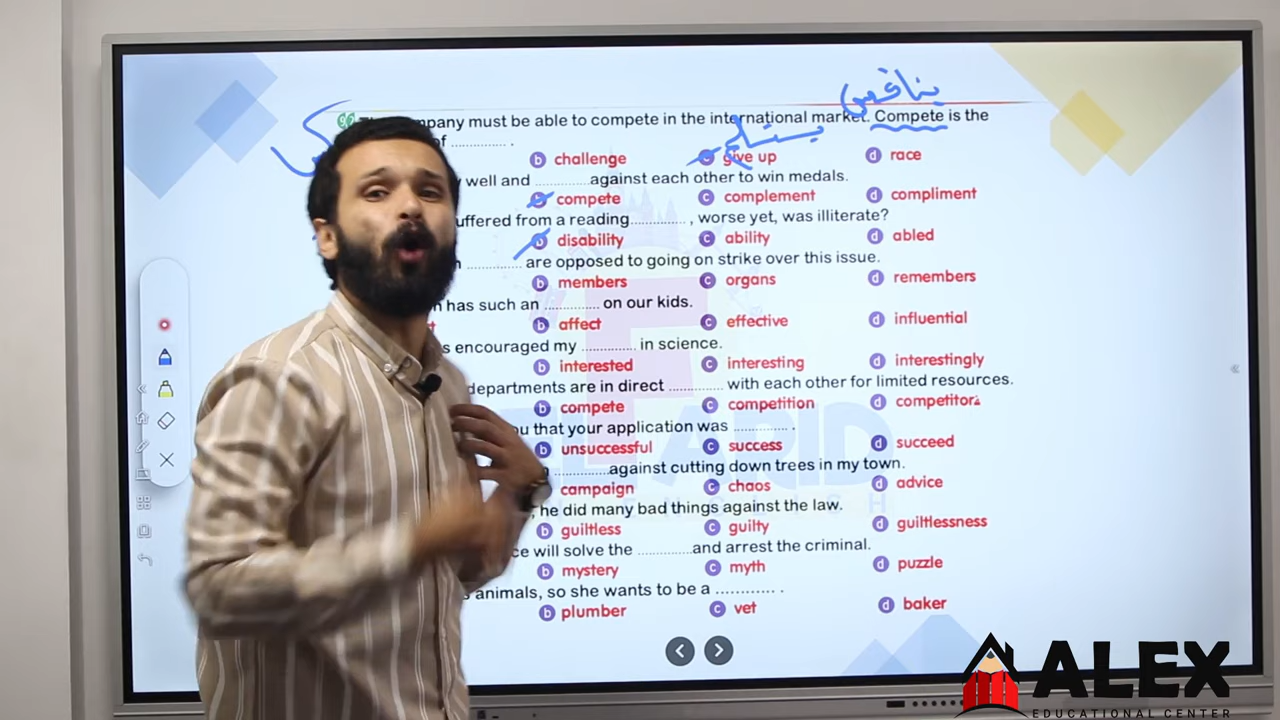 ينافس
mpany must be able to compete in the international market. Compete is the
of ............. .
يستسلم
b challenge c give up d race
well and .............against each other to win medals.
b compete c complement d compliment
uffered from a reading............. , worse yet, was illiterate?
b disability c ability d abled
............. are opposed to going on strike over this issue.
b members c organs d remembers
has such an ............. on our kids.
b affect c effective d influential
s encouraged my ............. in science.
b interested c interesting d interestingly
departments are in direct ............. with each other for limited resources.
b compete c competition d competitors
ou that your application was ............. .
b unsuccessful c success d succeed
.............against cutting down trees in my town.
campaign c chaos d advice
, he did many bad things against the law.
b guiltless c guilty d guiltlessness
ce will solve the .............and arrest the criminal.
b mystery c myth d puzzle
animals, so she wants to be a ............. .
b plumber c vet d baker
ALEX
EDUCATIONAL CENTER